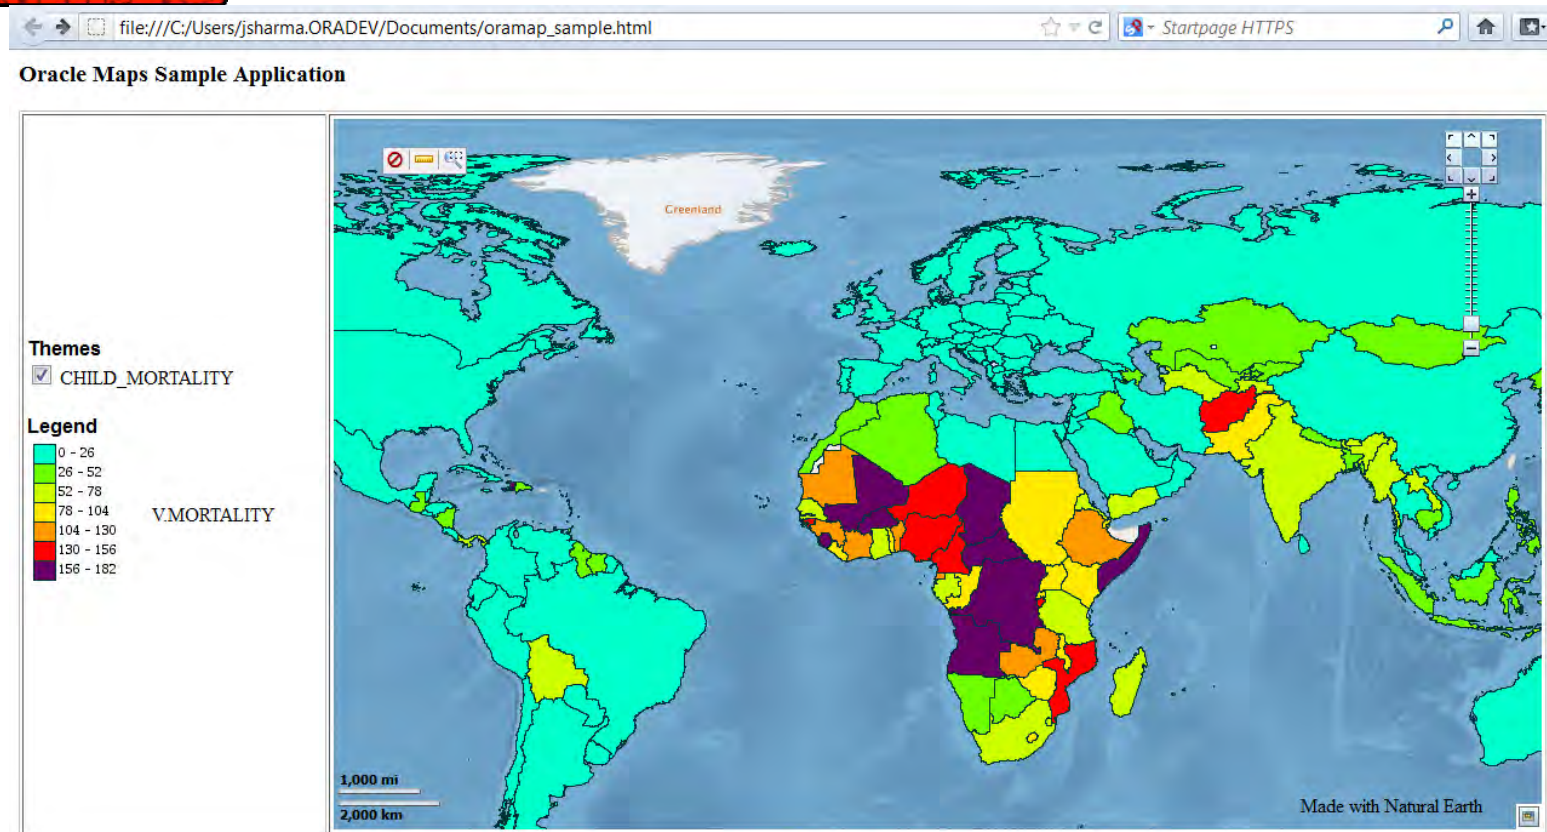 file:///C:/Users/jsharma.ORADEV/Documents/oramap_sample.html
Startpage HTTPS
Oracle Maps Sample Application
Greenland
Themes
CHILD_MORTALITY
Legend
0 - 26
26 - 52
52 - 78
78 - 104
V.MORTALITY
104 - 130
130 - 156
156 - 182
1,000 mi
2,000 km
Made with Natural Earth